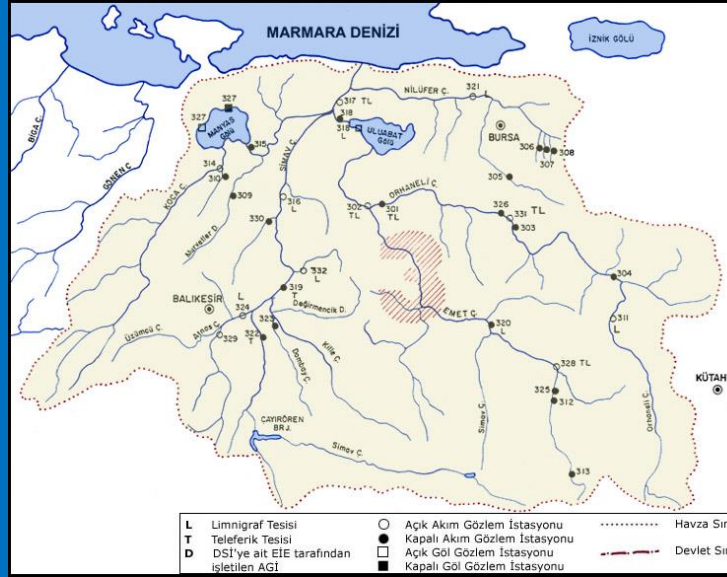 MARMARA DENİZİ
İZNİK GÖLÜ
BİGA Ç.
GÖNEN Ç.
327
327
MANYAS
Gölü
315
314
310
309
KOCA Ç.
SİMAV Ç.
317 TL
318
318
L
ULUABAT
Gölü
NİLÜFER Ç.
321
L
BURSA
306
307
308
305
316
L
330
302
TL
301
TL
ORHANELİ Ç.
326
331 TL
303
304
311
L
3
332
L
319
T
Değirmencik D.
BALIKESİR
L
324
Üzümcü Ç.
Atnos Ç.
329
322
T
323
Kille Ç.
EMET Ç.
320
L
328 TL
325
312
313
Simav Ç.
Orhaneli Ç.
KÜTAH
ÇAYIRÖREN
BRJ.
Simav Ç.
L Limnigraf Tesisi
T Teleferik Tesisi
D DSİ'ye ait EİE tarafından
işletilen AGİ
Açık Akım Gözlem İstasyonu
Kapalı Akım Gözlem İstasyonu
Açık Göl Gözlem İstasyonu
Kapalı Göl Gözlem İstasyonu
Havza Sın
Devlet Sın